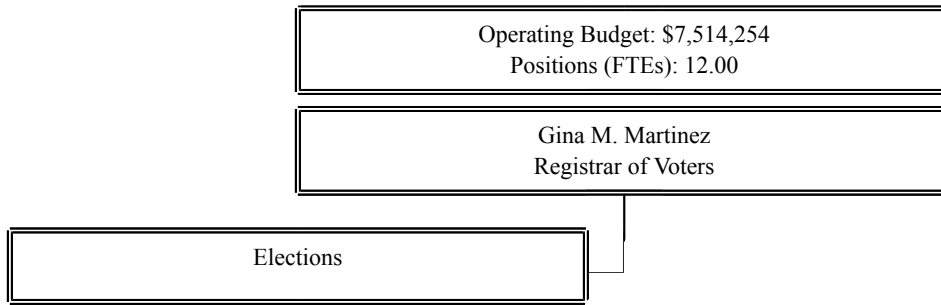 Operating Budget: $7,514,254
Positions (FTEs): 12.00
Gina M. Martinez
Registrar of Voters
Elections